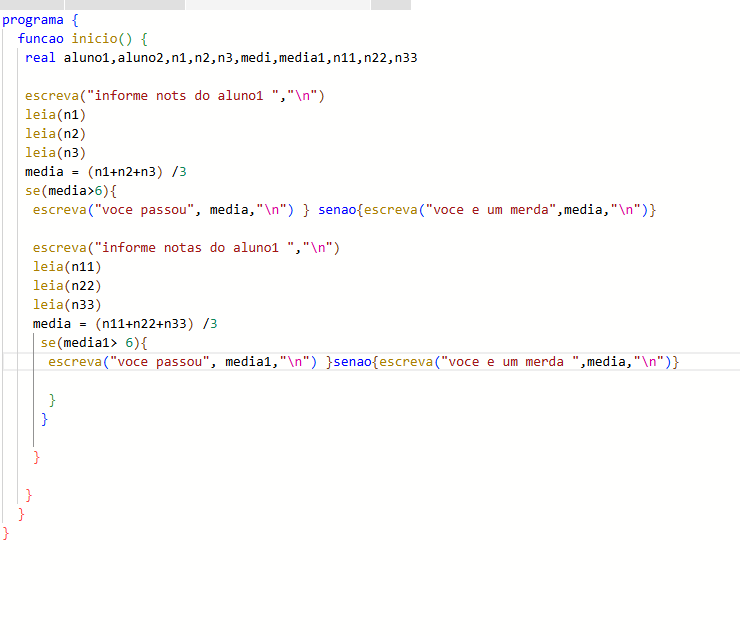 programa {
funcao inicio() {
real aluno1,aluno2,n1,n2,n3,medi,media1,n11,n22,n33
escreva("informe nots do aluno1 ","\n")
leia(n1)
leia(n2)
leia(n3)
media = (n1+n2+n3) /3
se(media>6){
escreva("voce passou", media,"\n") } senao{escreva("voce e um merda",media,"\n")}
escreva("informe notas do aluno1 ","\n")
leia(n11)
leia(n22)
leia(n33)
media = (n11+n22+n33) /3
se(media1> 6){
escreva("voce passou", media1,"\n") }senao{escreva("voce e um merda ",media,"\n")}
}
}
}
}
}
}